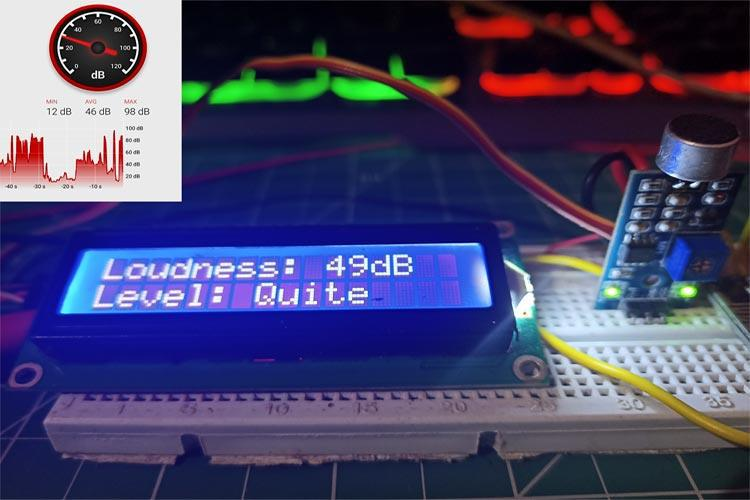 60
40 80
20 100
0 120
dB
MIN AVG MAX
12 dB 46 dB 98 dB
100 dB
80 dB
60 dB
40 dB
20 dB
-40 s -30 s -20 s -10 s
Loudness: 49dB
Level: Quite
1 5 10 15 20 25 30 35